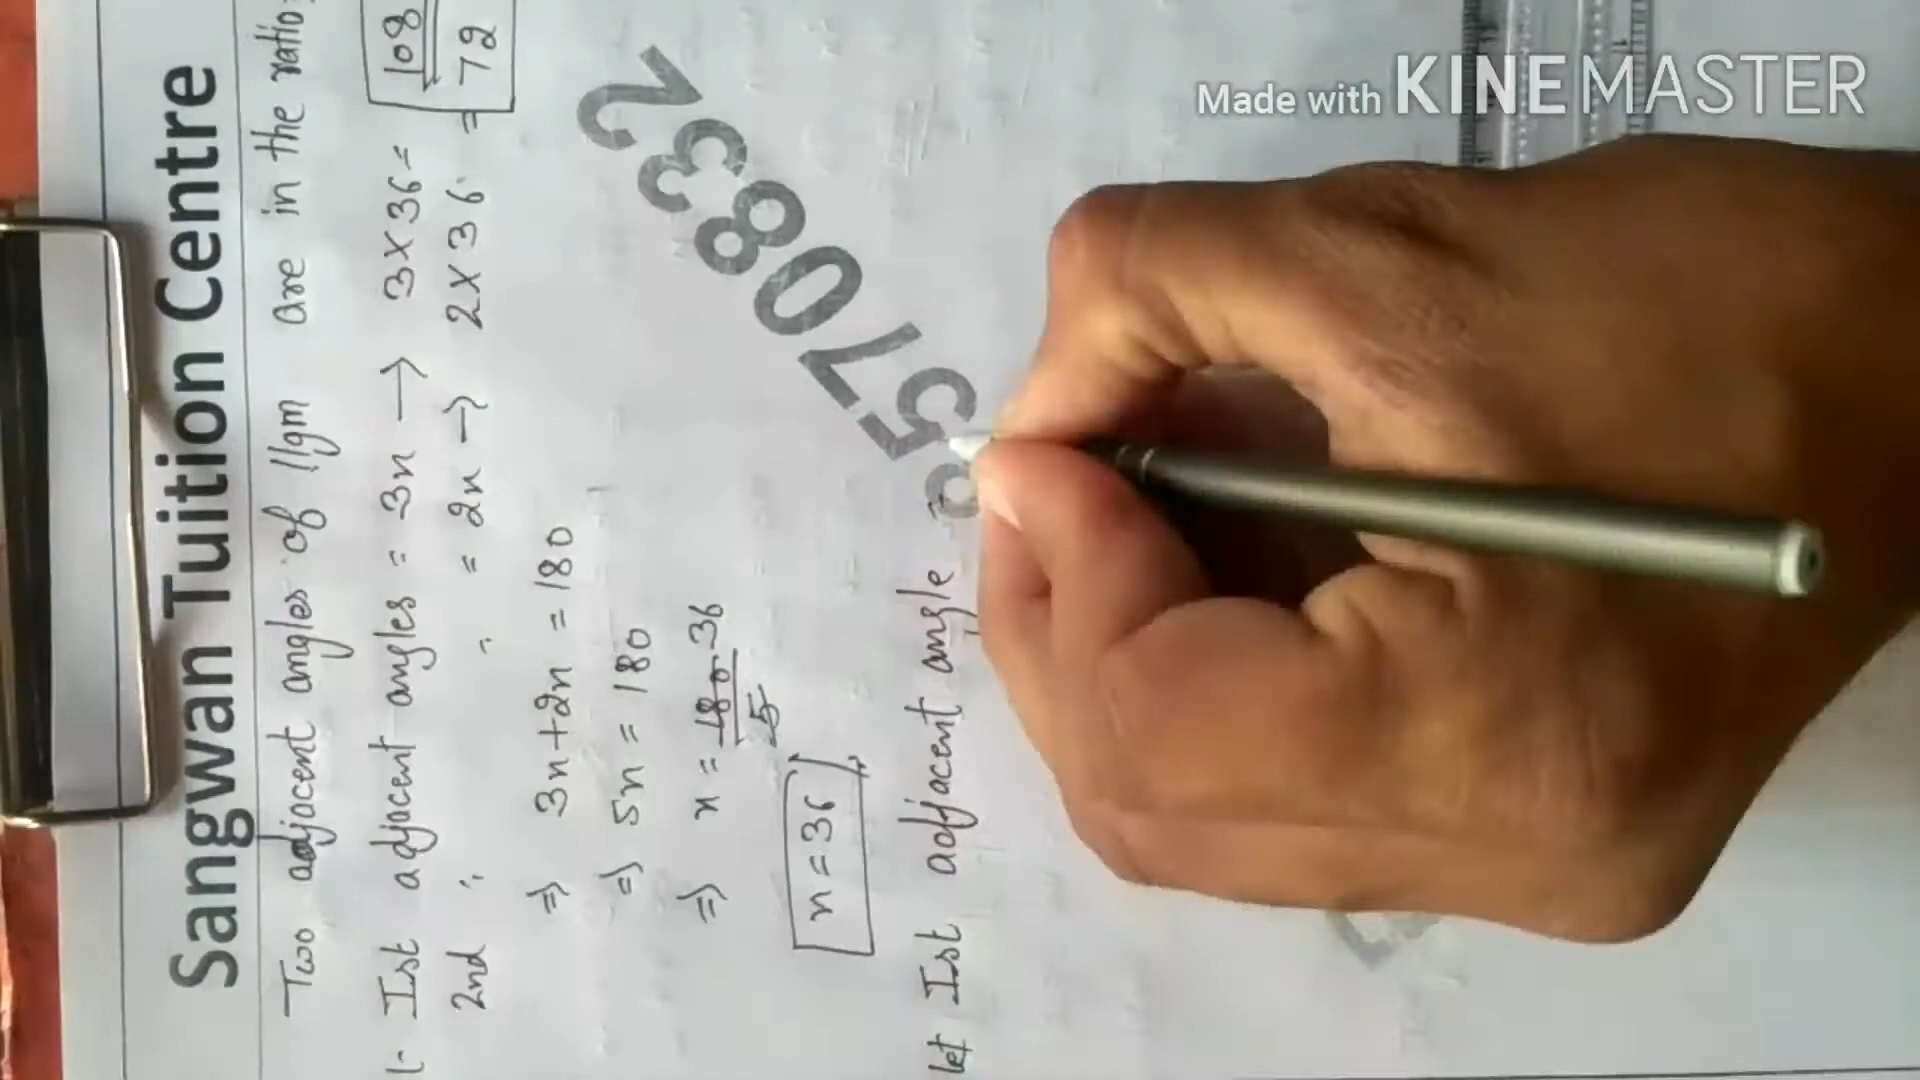 Made with KINEMASTER
Sangwan Tuition Centre
Two adjacent angles of llgm are in the ratio
Ist adjacent angles = 3x → 3 x 36 = 108
2nd " " = 2x → 2 x 36 = 72
⇒ 3x + 2x = 180
⇒ 5x = 180
⇒ x = 180/5 36
x = 36
let Ist adjacent angle
570832